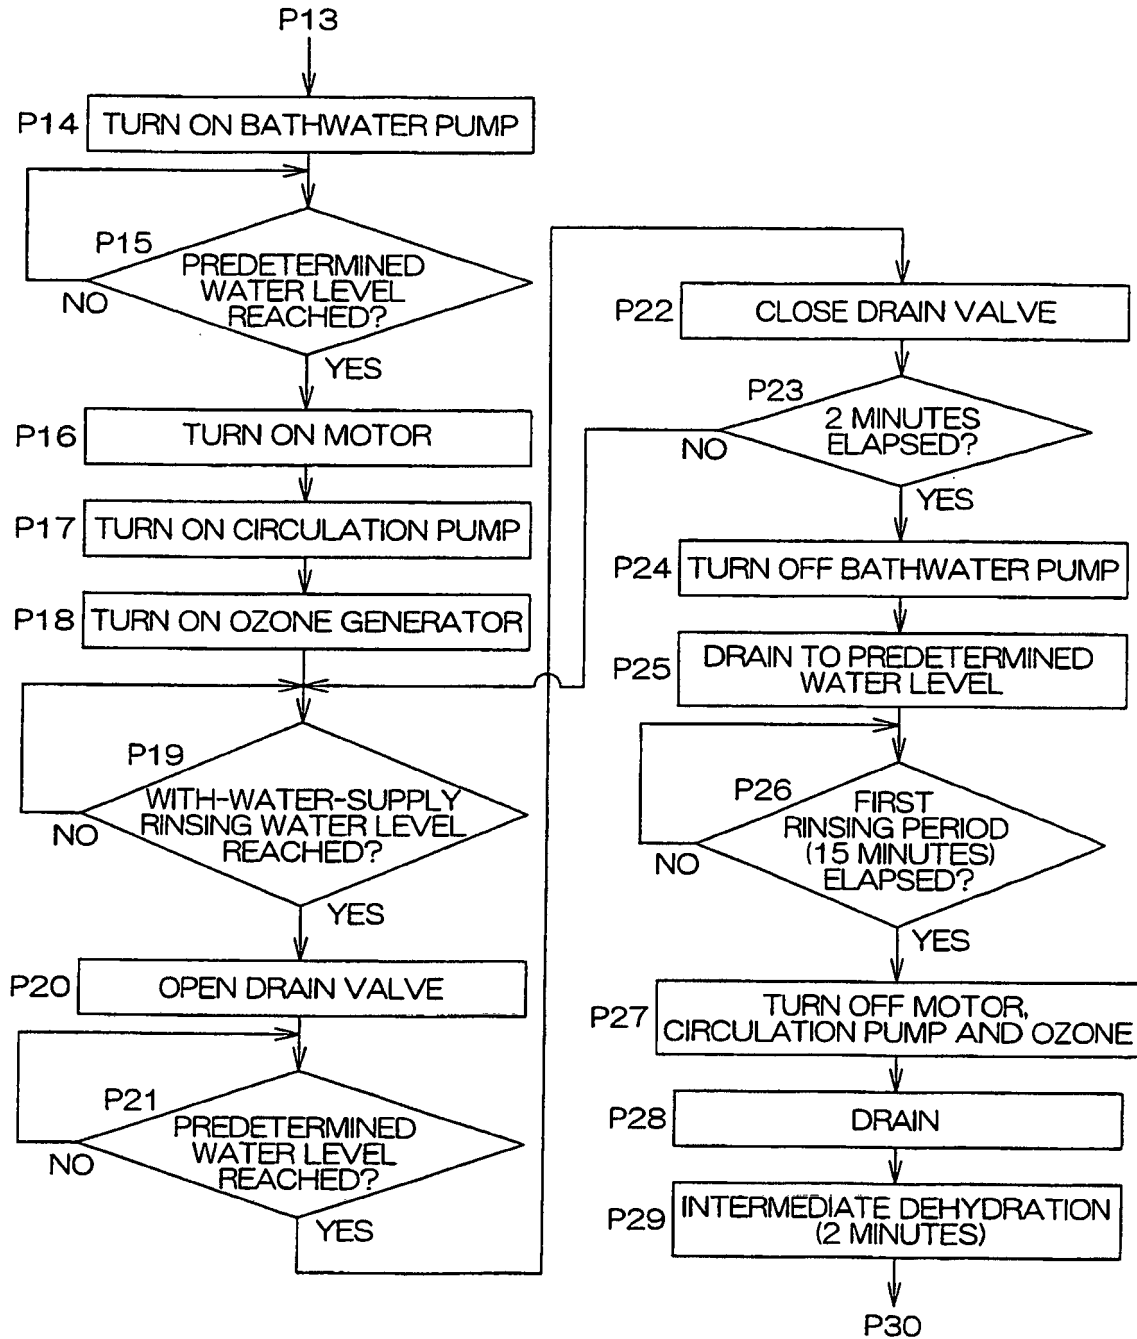 P13
P14
TURN ON BATHWATER PUMP
P15
PREDETERMINED
WATER LEVEL
REACHED?
NO
YES
P16
TURN ON MOTOR
P17
TURN ON CIRCULATION PUMP
P18
TURN ON OZONE GENERATOR
P19
WITH-WATER-SUPPLY
RINSING WATER LEVEL
REACHED?
NO
YES
P20
OPEN DRAIN VALVE
P21
PREDETERMINED
WATER LEVEL
REACHED?
NO
YES
P22
CLOSE DRAIN VALVE
P23
2 MINUTES
ELAPSED?
NO
YES
P24
TURN OFF BATHWATER PUMP
P25
DRAIN TO PREDETERMINED
WATER LEVEL
P26
FIRST
RINSING PERIOD
(15 MINUTES)
ELAPSED?
NO
YES
P27
TURN OFF MOTOR,
CIRCULATION PUMP AND OZONE
P28
DRAIN
P29
INTERMEDIATE DEHYDRATION
(2 MINUTES)
P30